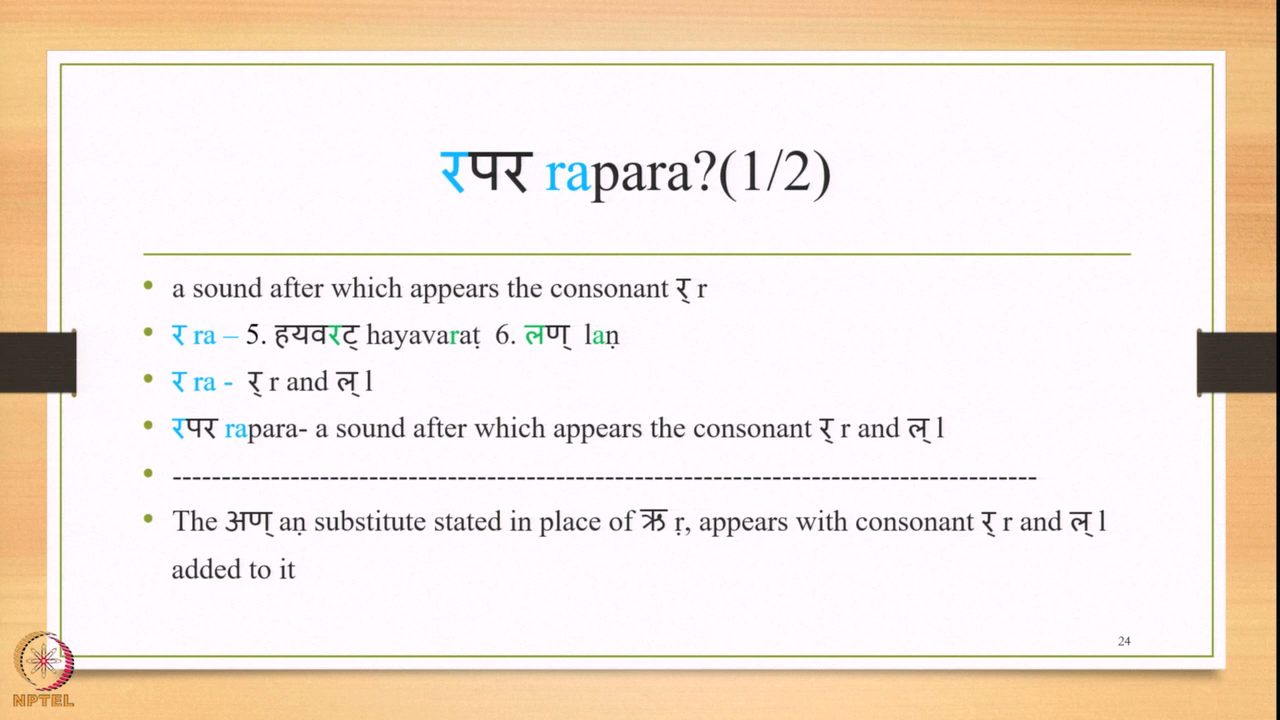 रपर rapara?(1/2)
a sound after which appears the consonant र् r
र ra – 5. हयवरट् hayavaraṭ 6. लण् laṇ
र ra - र् r and ल् l
रपर rapara- a sound after which appears the consonant र् r and ल् l
-------------------------------------------------------------------------------
The अण् aṇ substitute stated in place of ऋ ṛ, appears with consonant र् r and ल् l
added to it
24
NPTEL